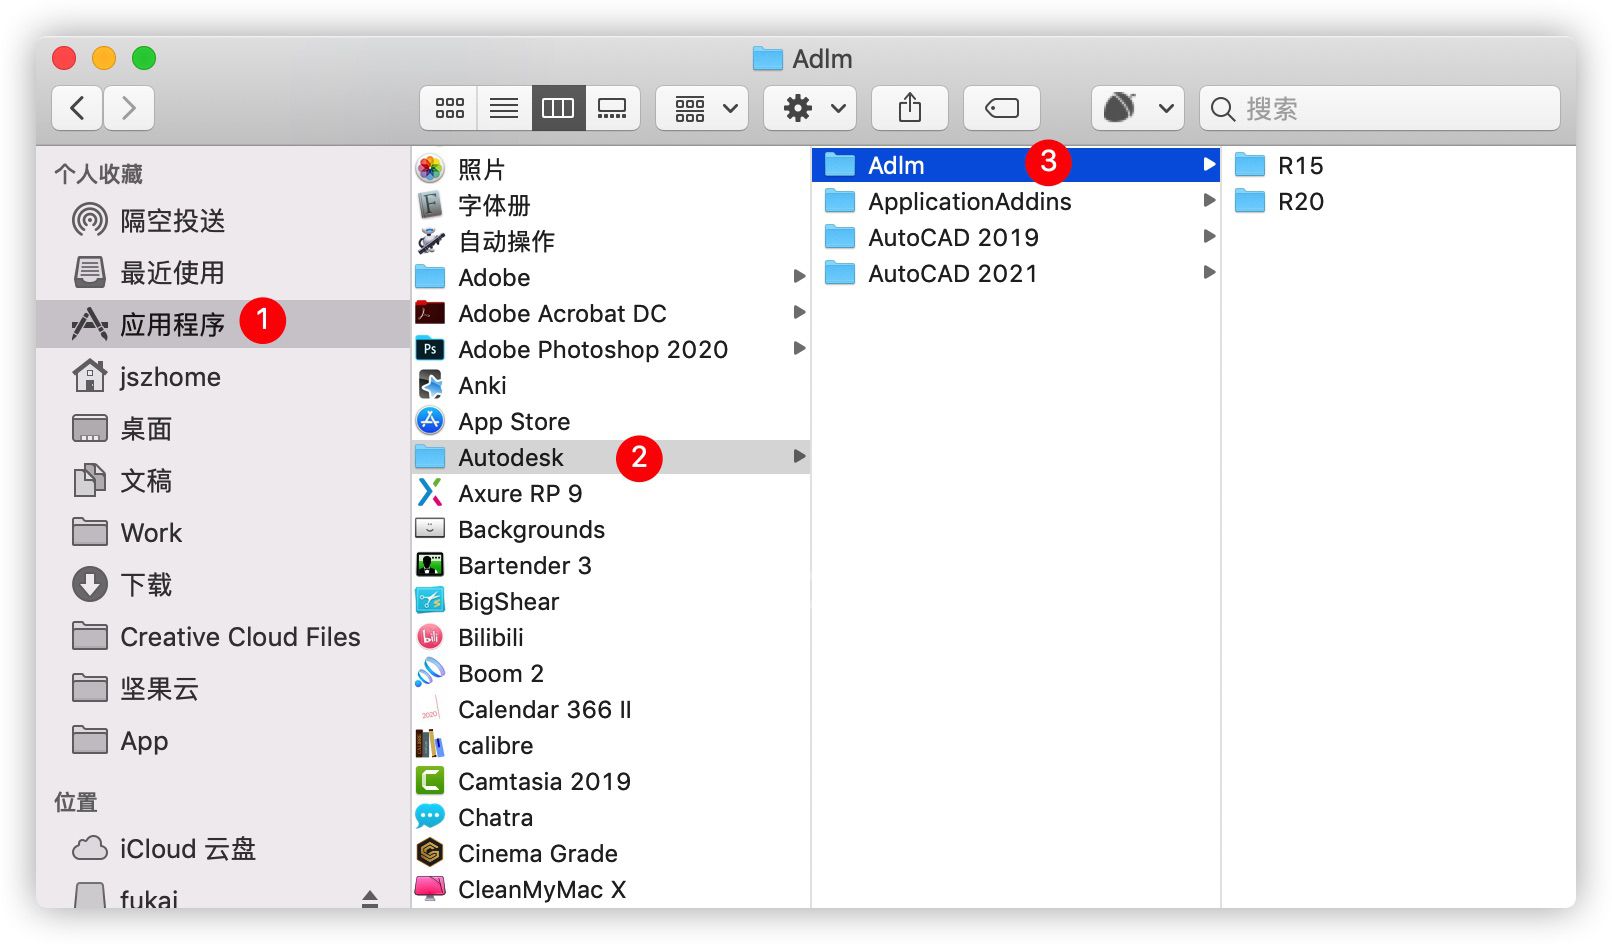 Adlm
搜索
个人收藏
隔空投送
最近使用
应用程序 1
jszhome
桌面
文稿
Work
下载
Creative Cloud Files
坚果云
App
位置
iCloud 云盘
fukai
照片
字体册
自动操作
Adobe
Adobe Acrobat DC
Ps Adobe Photoshop 2020
Anki
App Store
Autodesk 2
Axure RP 9
Backgrounds
Bartender 3
BigShear
bili Bilibili
Boom 2
2020 Calendar 366 II
calibre
Camtasia 2019
Chatra
Cinema Grade
CleanMyMac X
Adlm 3
ApplicationAddins
AutoCAD 2019
AutoCAD 2021
R15
R20